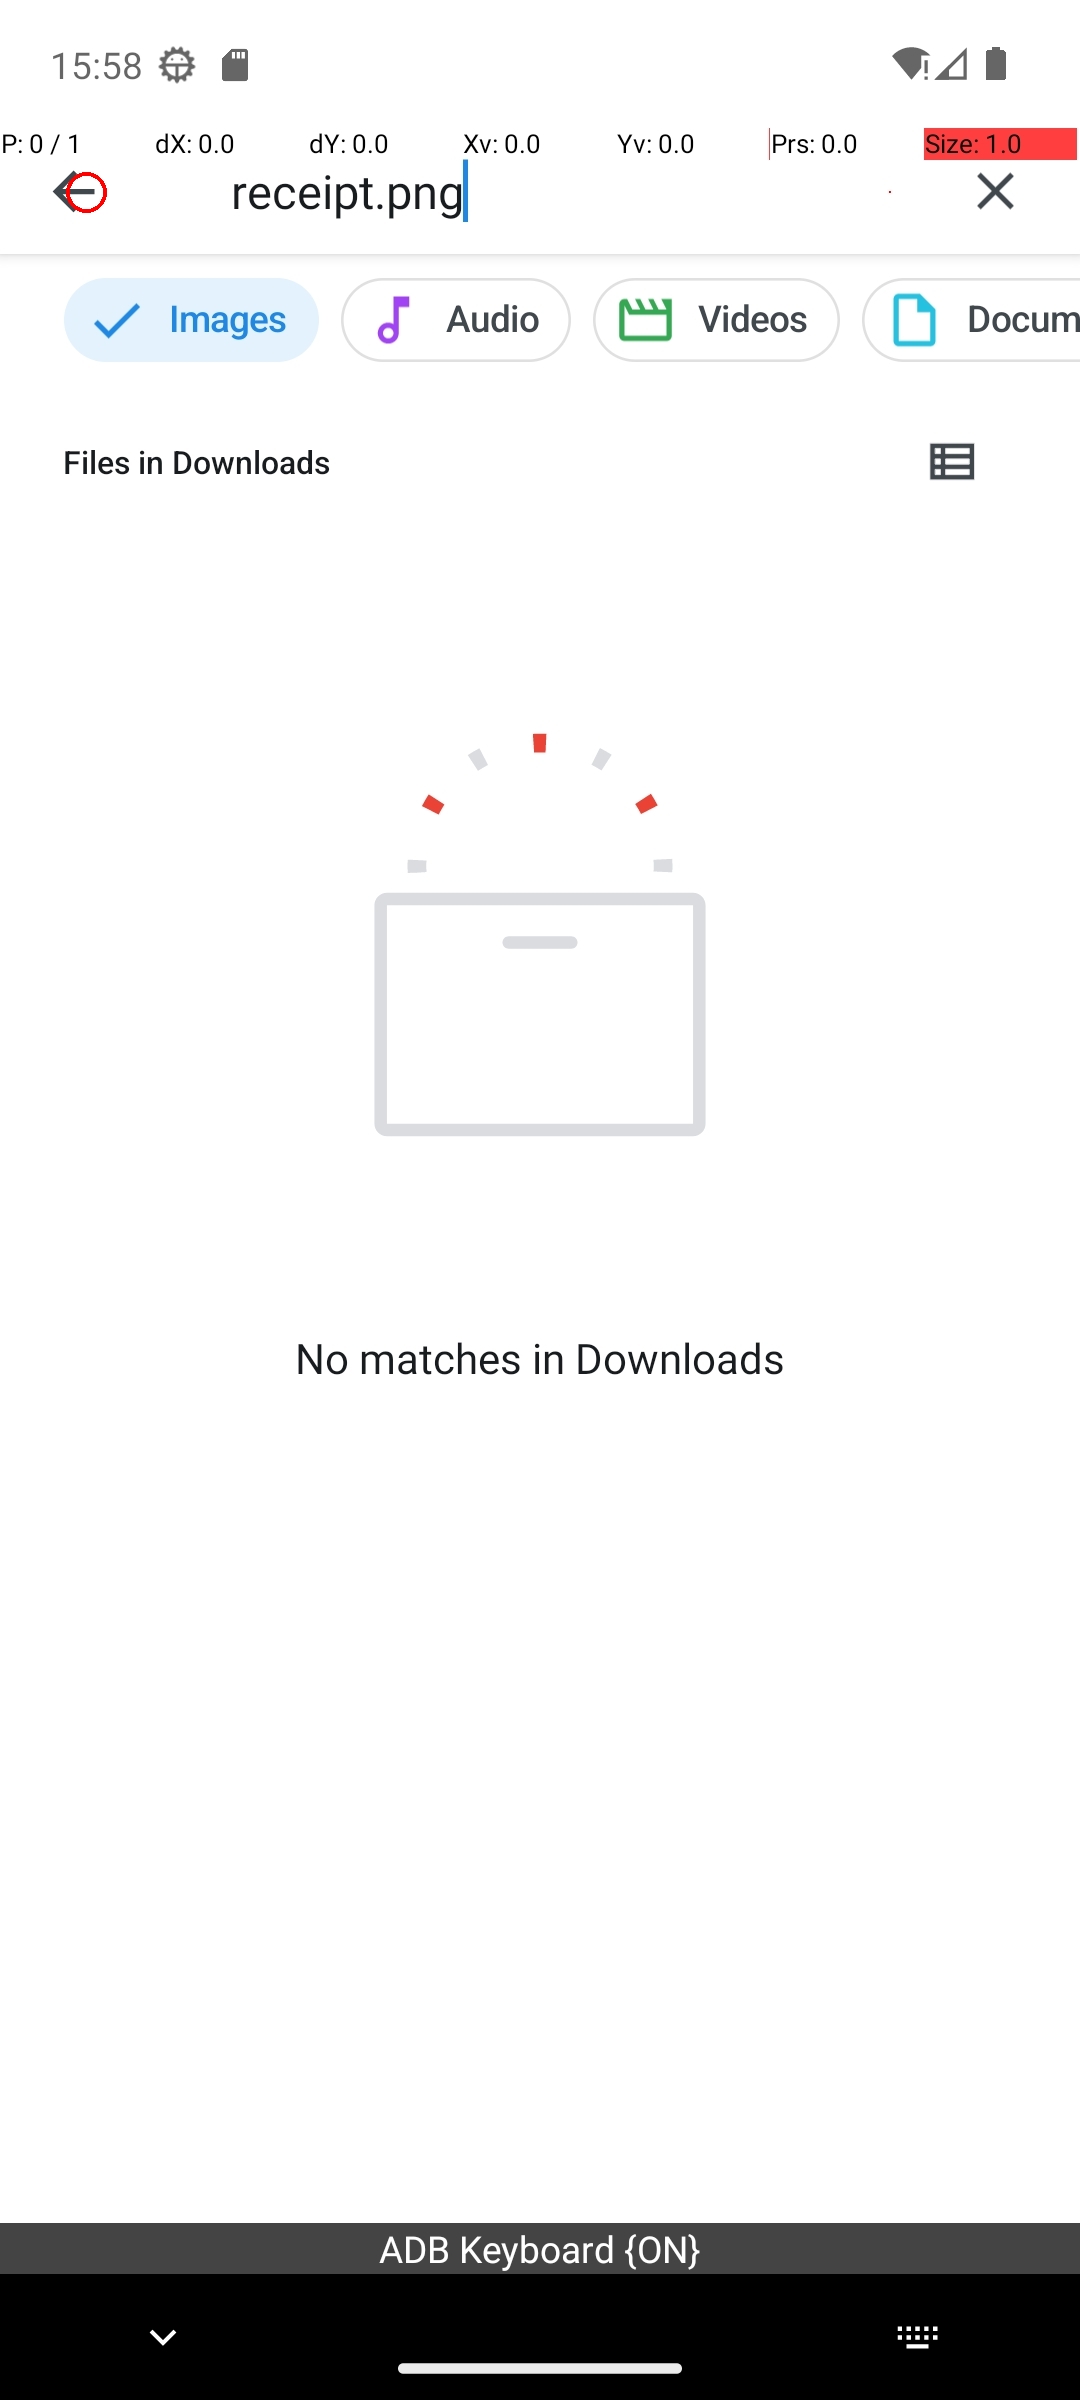 15:58
P: 0 / 1 dX: 0.0 dY: 0.0 Xv: 0.0 Yv: 0.0 Prs: 0.0 Size: 1.0
receipt.png
Images Audio Videos Docum
Files in Downloads
No matches in Downloads
ADB Keyboard {ON}